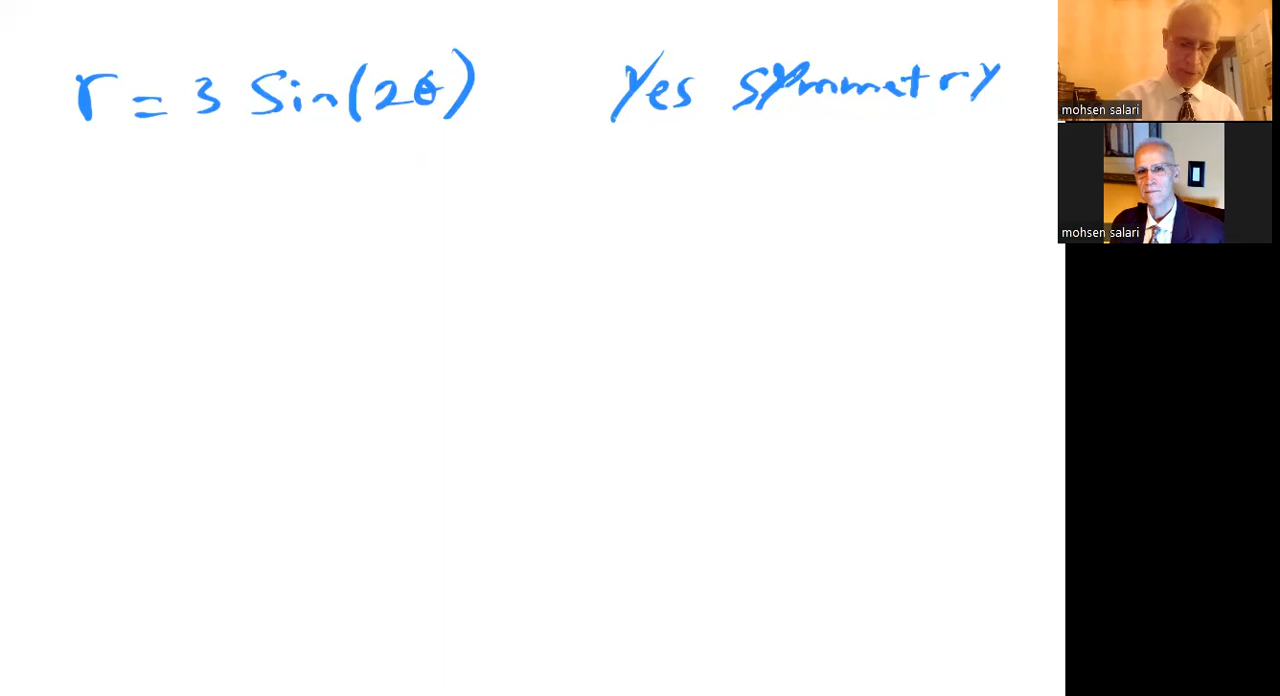 r = 3 Sin(2θ) Yes symmetry
mohsen salari
mohsen salari